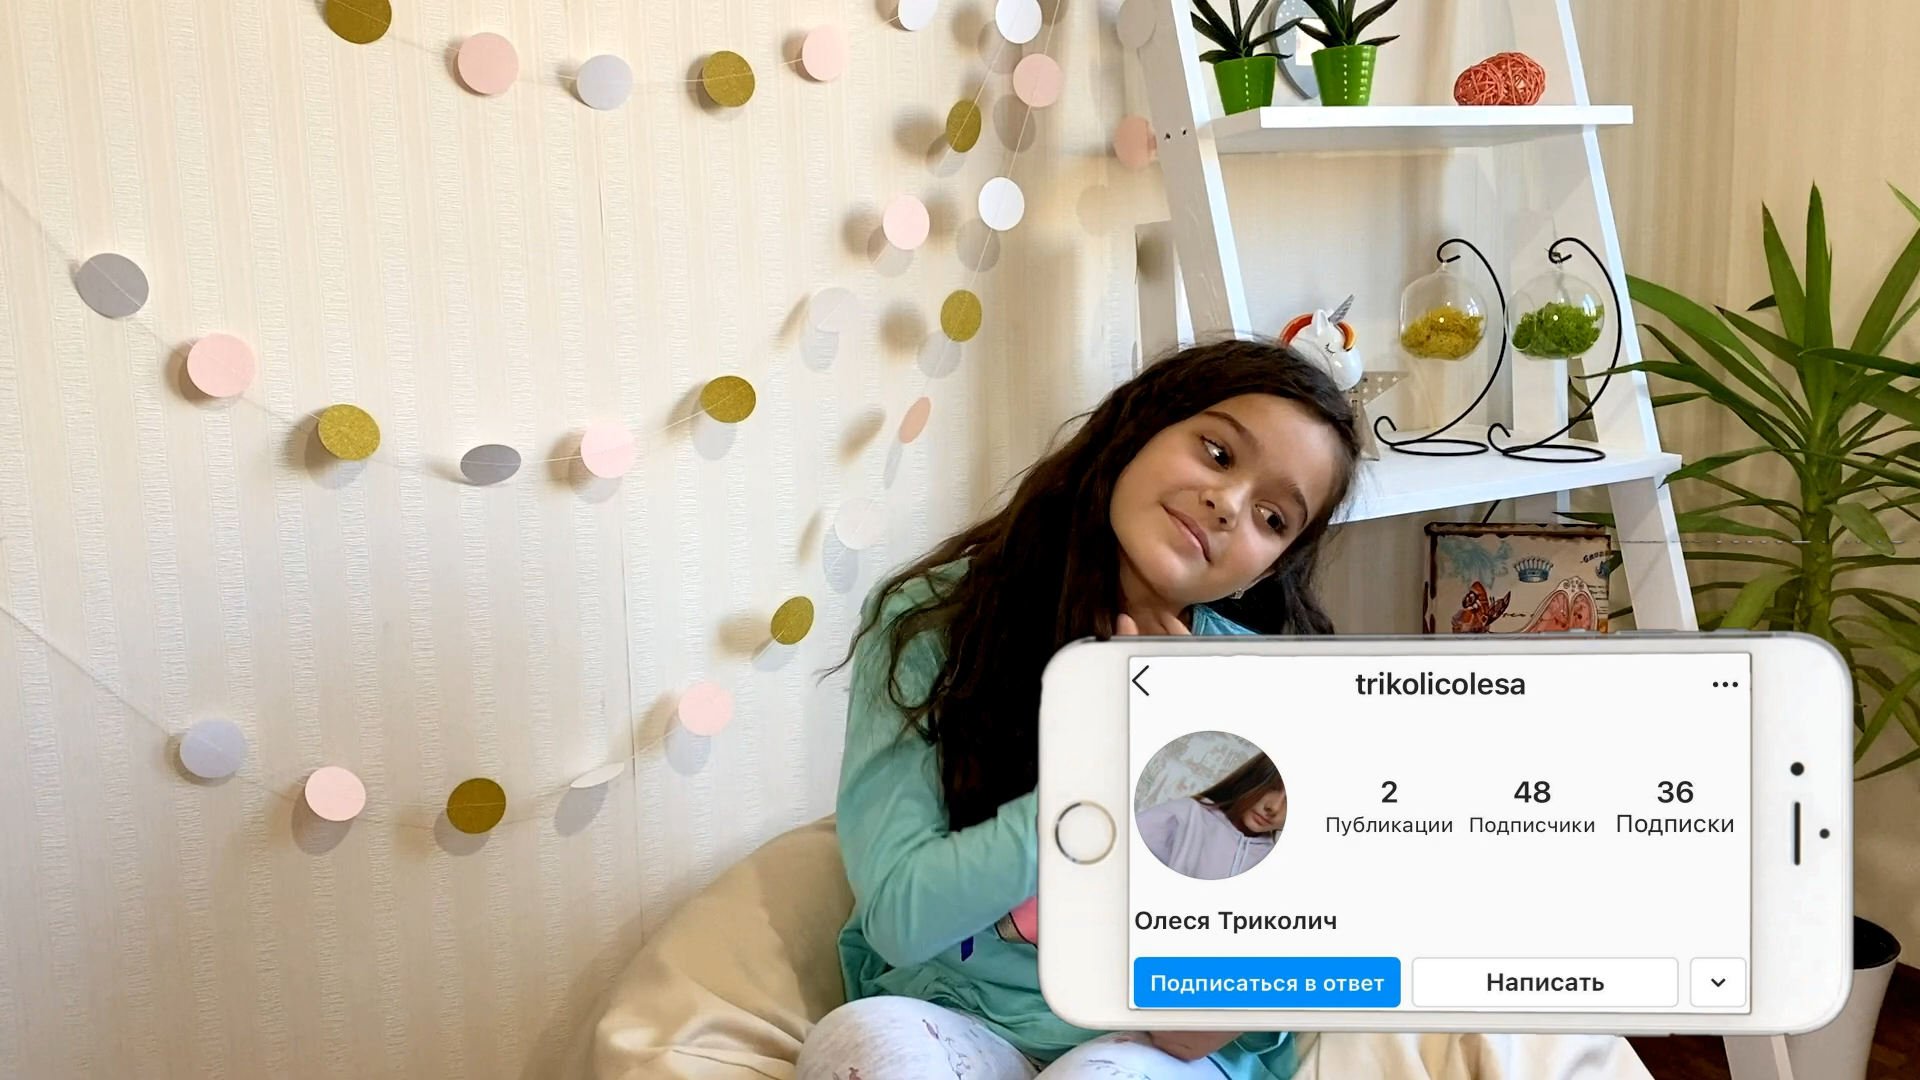 trikolicolesa
2 48 36
Публикации Подписчики Подписки
Олеся Триколич
Подписаться в ответ Написать